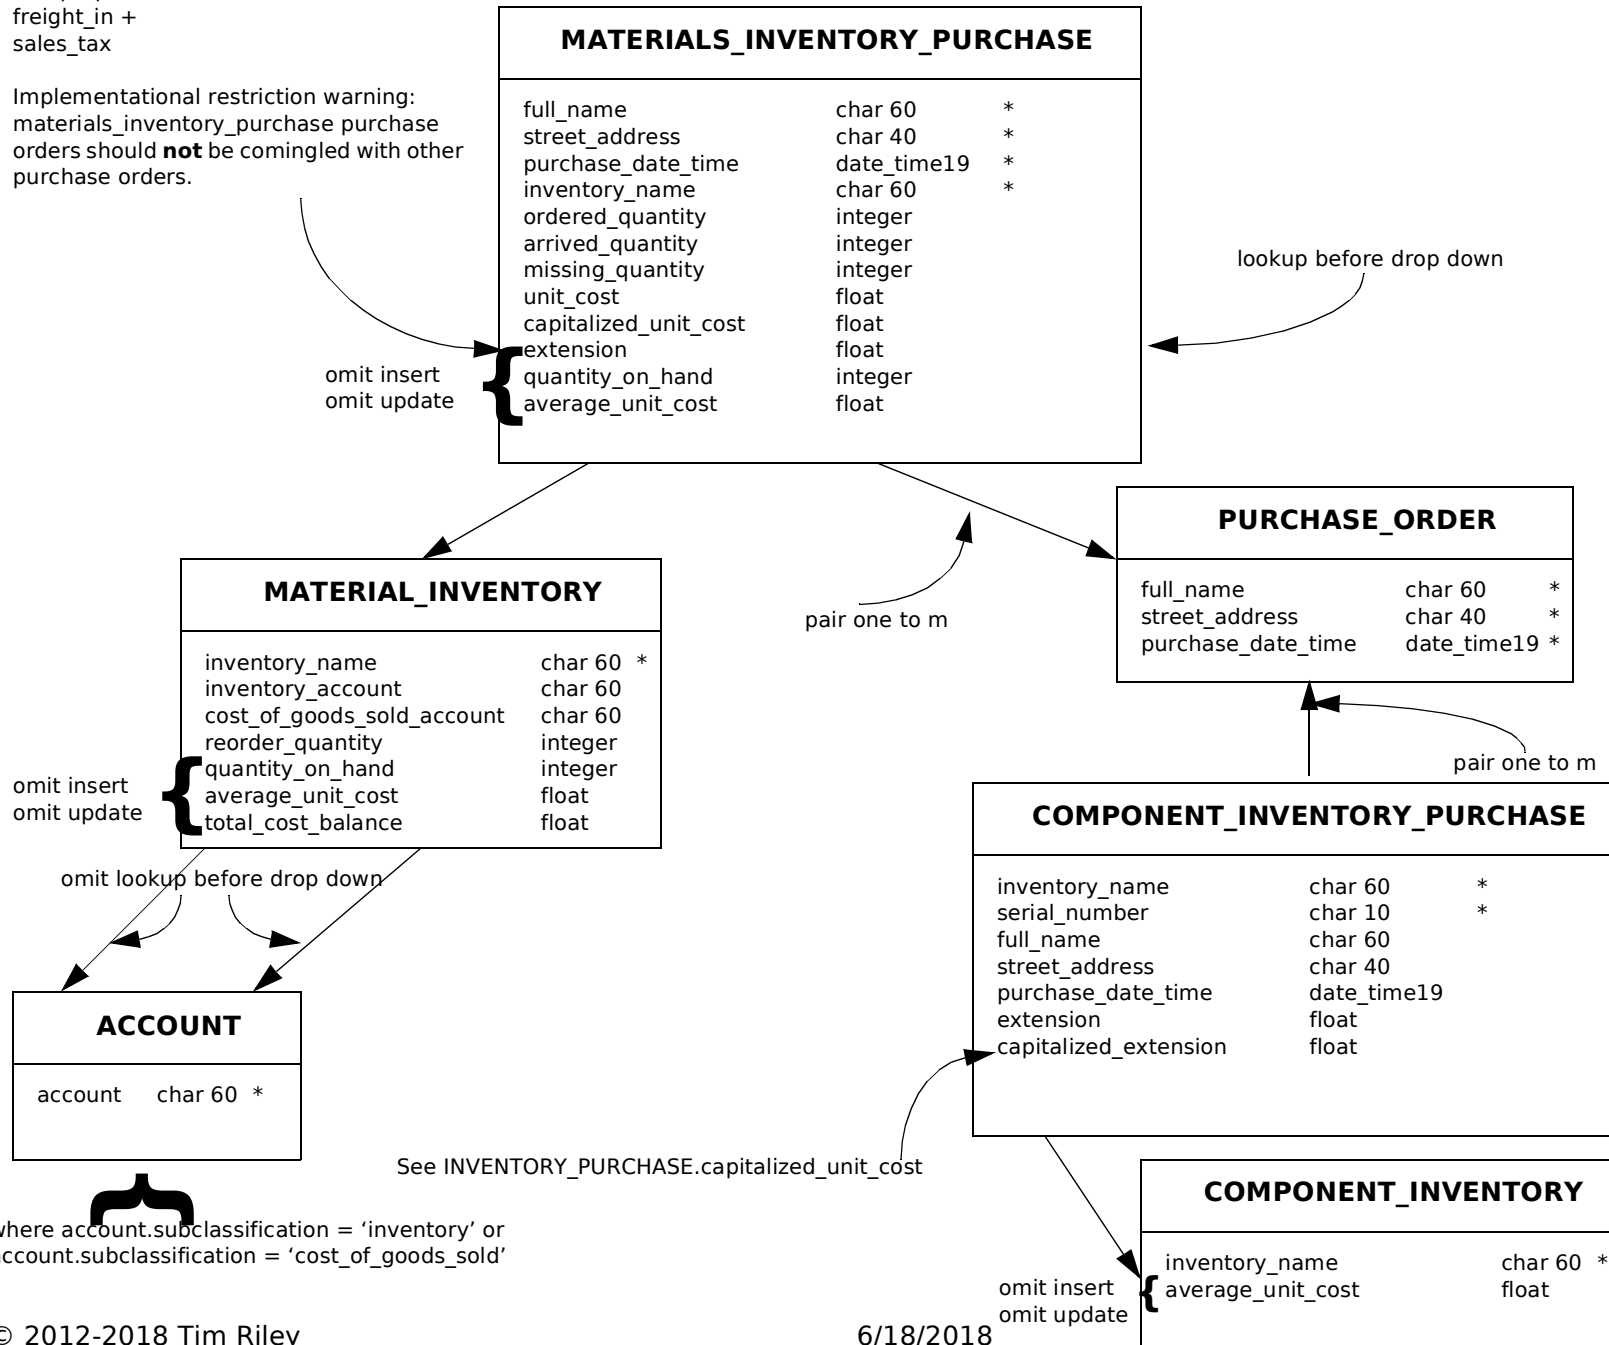 freight_in +
sales_tax
Implementational restriction warning:
materials_inventory_purchase purchase
orders should not be comingled with other
purchase orders.
MATERIALS_INVENTORY_PURCHASE
full_name char 60 *
street_address char 40 *
purchase_date_time date_time19 *
inventory_name char 60 *
ordered_quantity integer
arrived_quantity integer
missing_quantity integer
unit_cost float
capitalized_unit_cost float
extension float
quantity_on_hand integer
average_unit_cost float
omit insert
omit update
lookup before drop down
PURCHASE_ORDER
full_name char 60 *
street_address char 40 *
purchase_date_time date_time19 *
pair one to m
MATERIAL_INVENTORY
inventory_name char 60 *
inventory_account char 60
cost_of_goods_sold_account char 60
reorder_quantity integer
quantity_on_hand integer
average_unit_cost float
total_cost_balance float
omit insert
omit update
omit lookup before drop down
pair one to m
COMPONENT_INVENTORY_PURCHASE
inventory_name char 60 *
serial_number char 10 *
full_name char 60
street_address char 40
purchase_date_time date_time19
extension float
capitalized_extension float
ACCOUNT
account char 60 *
See INVENTORY_PURCHASE.capitalized_unit_cost
where account.subclassification = ‘inventory’ or
account.subclassification = ‘cost_of_goods_sold’
COMPONENT_INVENTORY
inventory_name char 60 *
average_unit_cost float
omit insert
omit update
© 2012-2018 Tim Riley
6/18/2018